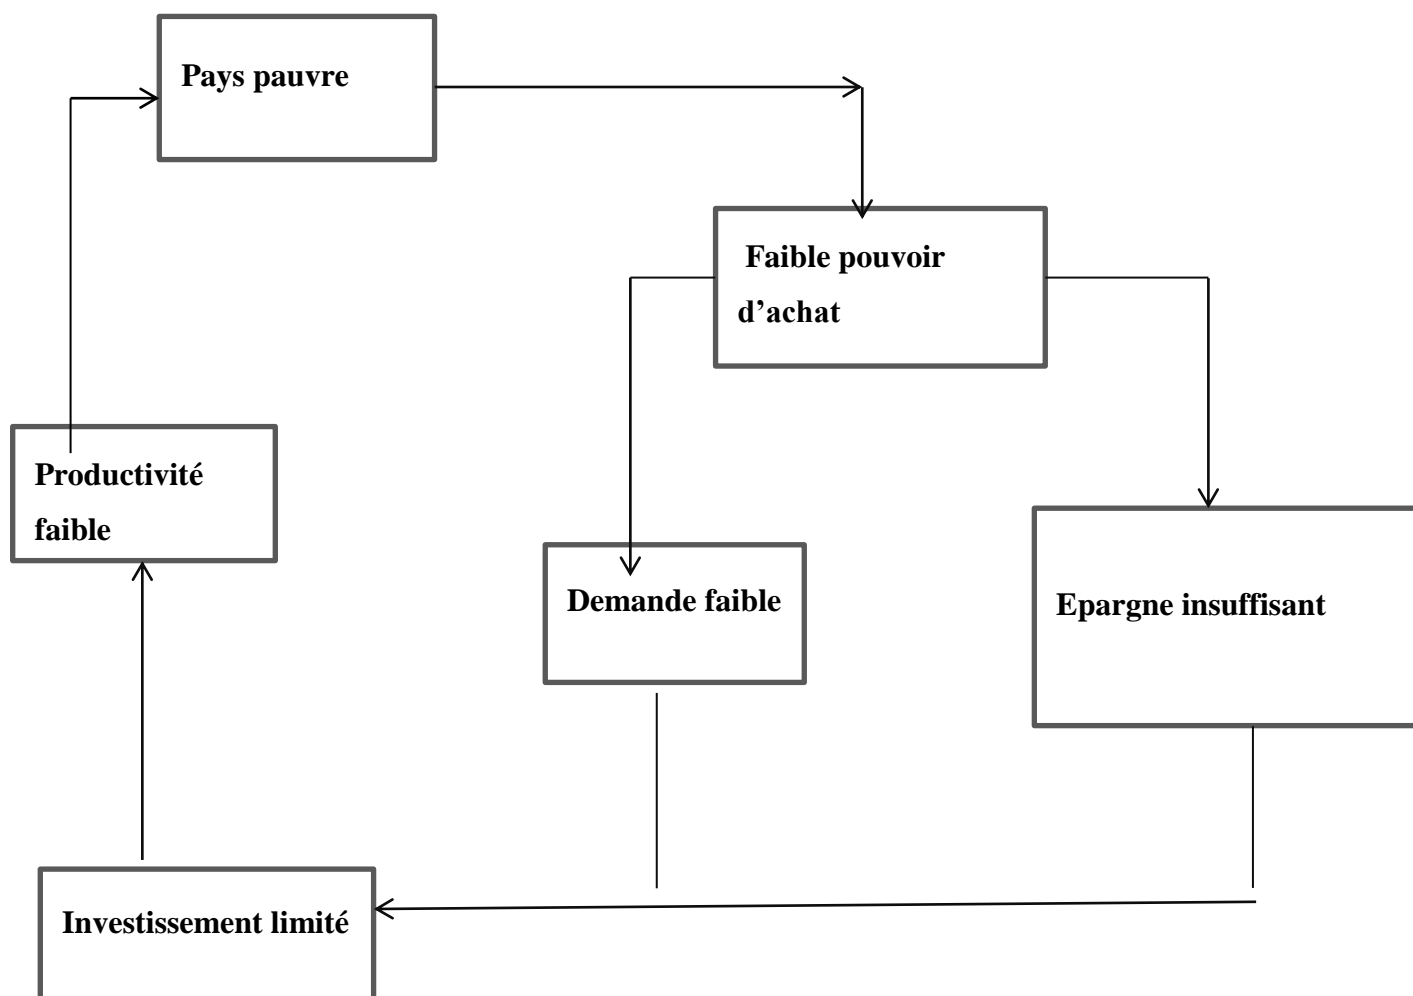 Pays pauvre
Faible pouvoir
d’achat
Productivité
faible
Demande faible
Epargne insuffisant
Investissement limité